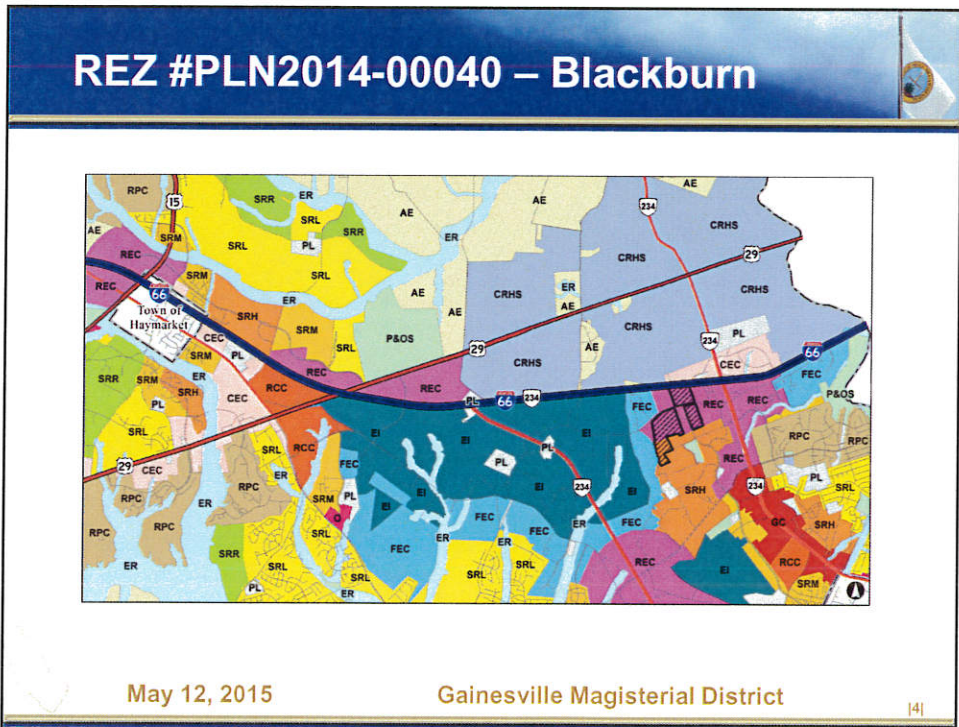 REZ #PLN2014-00040 – Blackburn
RPC
15
SRR
ER
SRL
AE
AE
234
AE
SRM
SRL
PL
SRR
ER
CRHS
29
REC
SRL
CRHS
REC
66
SRM
ER
AE
CRHS
ER
AE
CRHS
Town of
Haymarket
SRH
SRM
P&OS
AE
CRHS
PL
CEC
SRM
PL
SRL
29
CRHS
AE
234
CEC
66
SRR
SRM
ER
SRH
CEC
RCC
REC
REC
PL
66
234
FEC
REC
REC
FEC
P&OS
PL
SRL
RCC
EI
EI
EI
PL
RPC
RPC
29
CEC
SRL
FEC
PL
234
SRH
REC
PL
SRL
RPC
ER
RPC
ER
SRM
PL
EI
EI
EI
FEC
234
GC
SRH
RPC
O
SRL
FEC
ER
FEC
FEC
ER
REC
EI
RCC
SRM
ER
SRR
PL
SRL
SRL
ER
SRL
ER
SRL
SRL
May 12, 2015
Gainesville Magisterial District
|4|